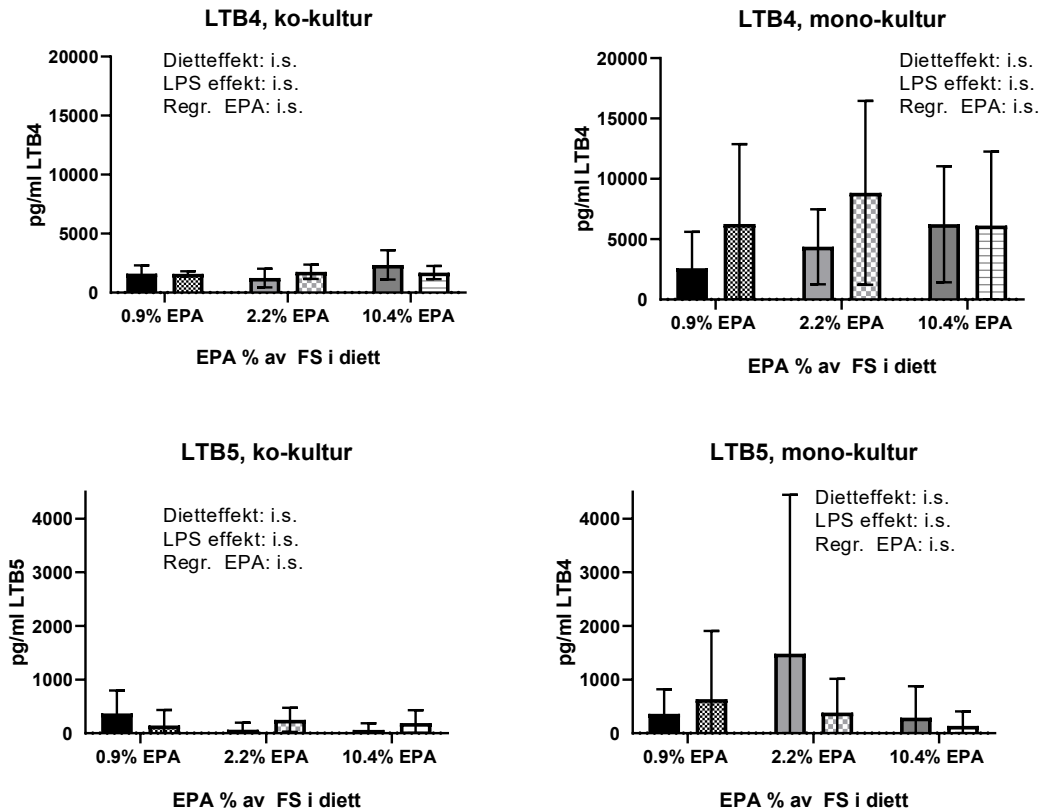 LTB4, ko-kultur
Dietteffekt: i.s.
LPS effekt: i.s.
Regr. EPA: i.s.
pg/ml LTB4
20000
15000
10000
5000
0
0.9% EPA 2.2% EPA 10.4% EPA
EPA % av FS i diett
LTB4, mono-kultur
Dietteffekt: i.s.
LPS effekt: i.s.
Regr. EPA: i.s.
pg/ml LTB4
20000
15000
10000
5000
0
0.9% EPA 2.2% EPA 10.4% EPA
EPA % av FS i diett
LTB5, ko-kultur
Dietteffekt: i.s.
LPS effekt: i.s.
Regr. EPA: i.s.
pg/ml LTB5
4000
3000
2000
1000
0
0.9% EPA 2.2% EPA 10.4% EPA
EPA % av FS i diett
LTB5, mono-kultur
Dietteffekt: i.s.
LPS effekt: i.s.
Regr. EPA: i.s.
pg/ml LTB4
4000
3000
2000
1000
0
0.9% EPA 2.2% EPA 10.4% EPA
EPA % av FS i diett